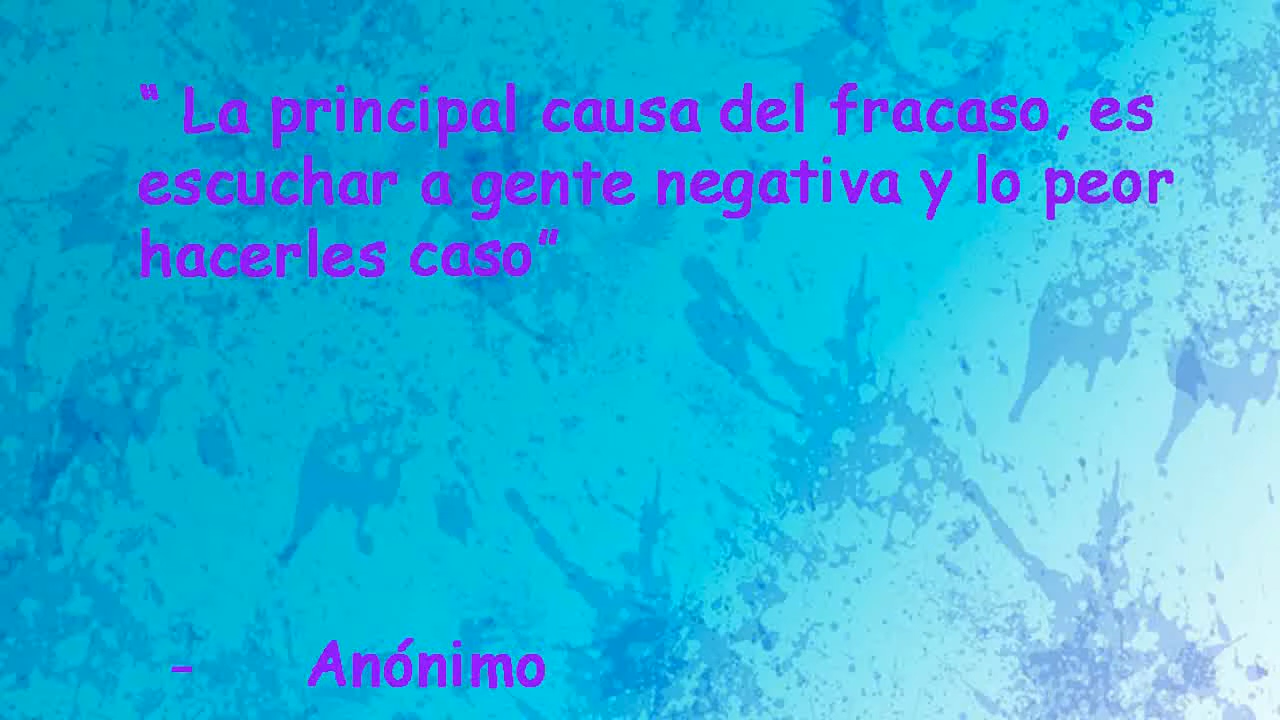 “ La principal causa del fracaso, es
escuchar a gente negativa y lo peor
hacerles caso”
- Anónimo